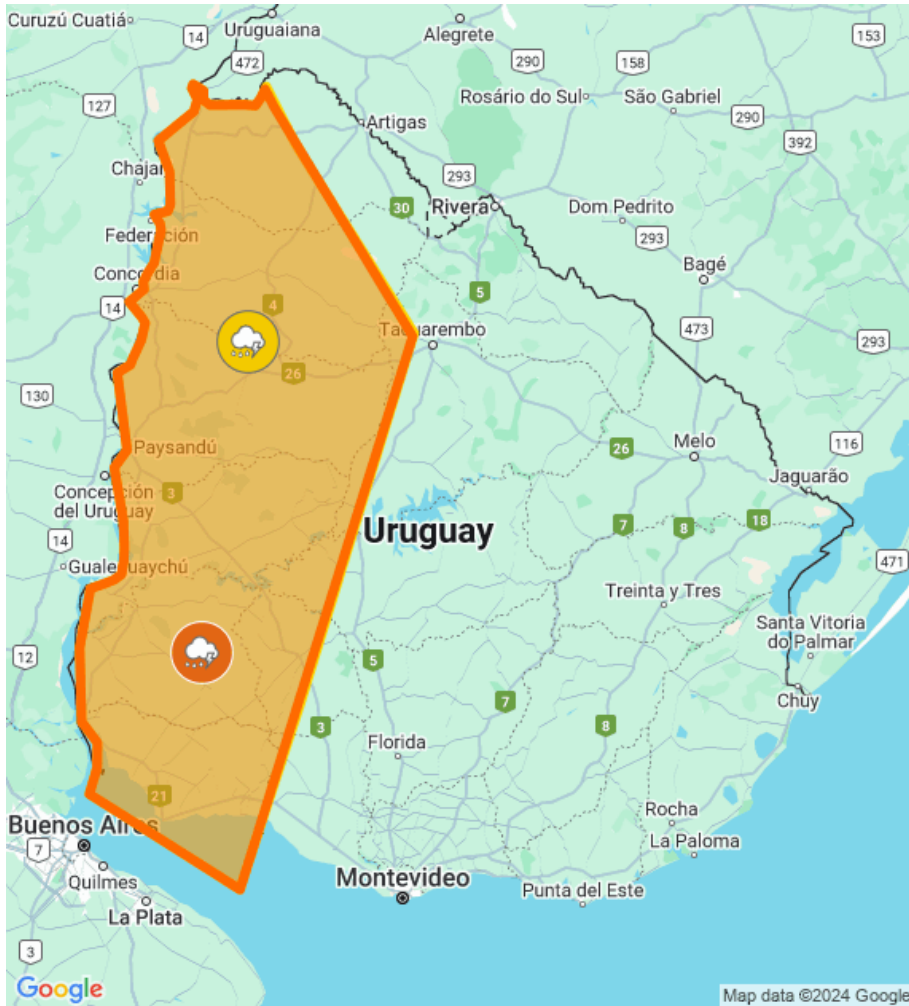 Curuzú Cuatiá
Uruguaiana
Alegrete
14
472
290
158
153
Rosário do Sul
São Gabriel
127
290
Artigas
392
Chajarí
293
30
Rivera
Dom Pedrito
Federación
293
Bagé
Concordia
5
14
4
473
Tacuarembo
293
26
130
Paysandú
26
Melo
116
Concepción
del Uruguay
3
Jaguarão
Uruguay
7
8
18
14
Gualeguaychú
471
Treinta y Tres
Santa Vitoria
do Palmar
12
5
7
Chuy
3
8
Florida
21
Rocha
Buenos Aires
7
La Paloma
Quilmes
Montevideo
Punta del Este
La Plata
3
Google
Map data ©2024 Google